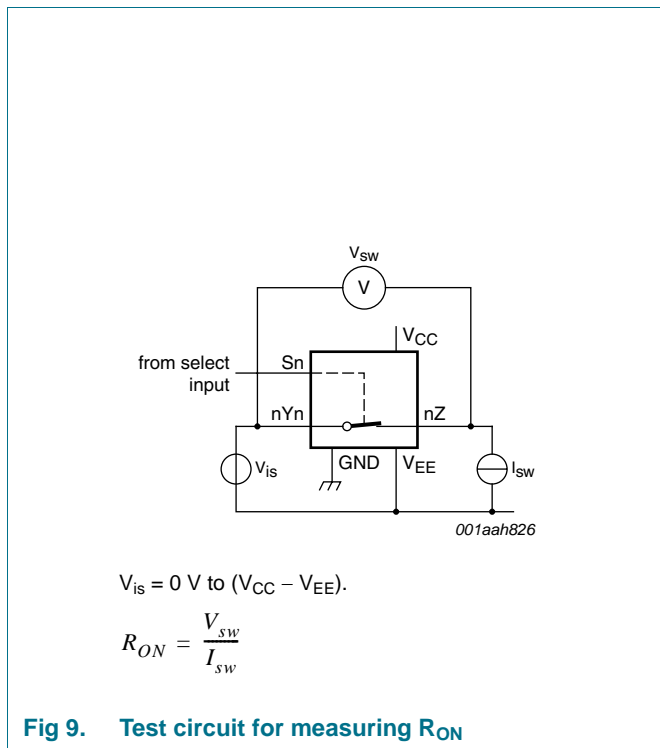 Vsw
V
VCC
from select
input
Sn
nYn
nZ
Vis
GND
VEE
Isw
001aah826
Vis = 0 V to (VCC − VEE).
RON = Vsw / Isw
Fig 9. Test circuit for measuring RON